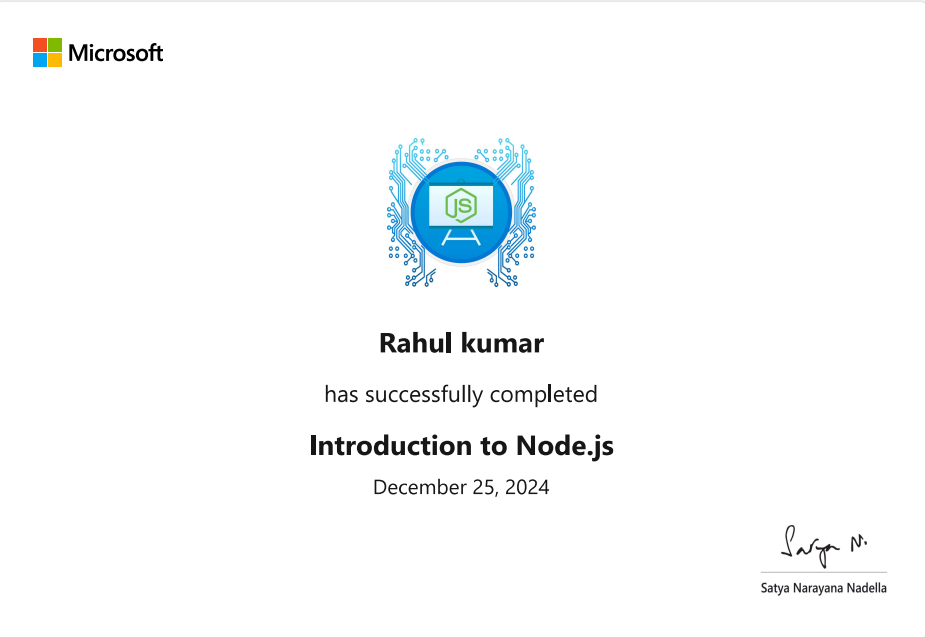 Microsoft
JS
Rahul kumar
has successfully completed
Introduction to Node.js
December 25, 2024
Satya N.
Satya Narayana Nadella